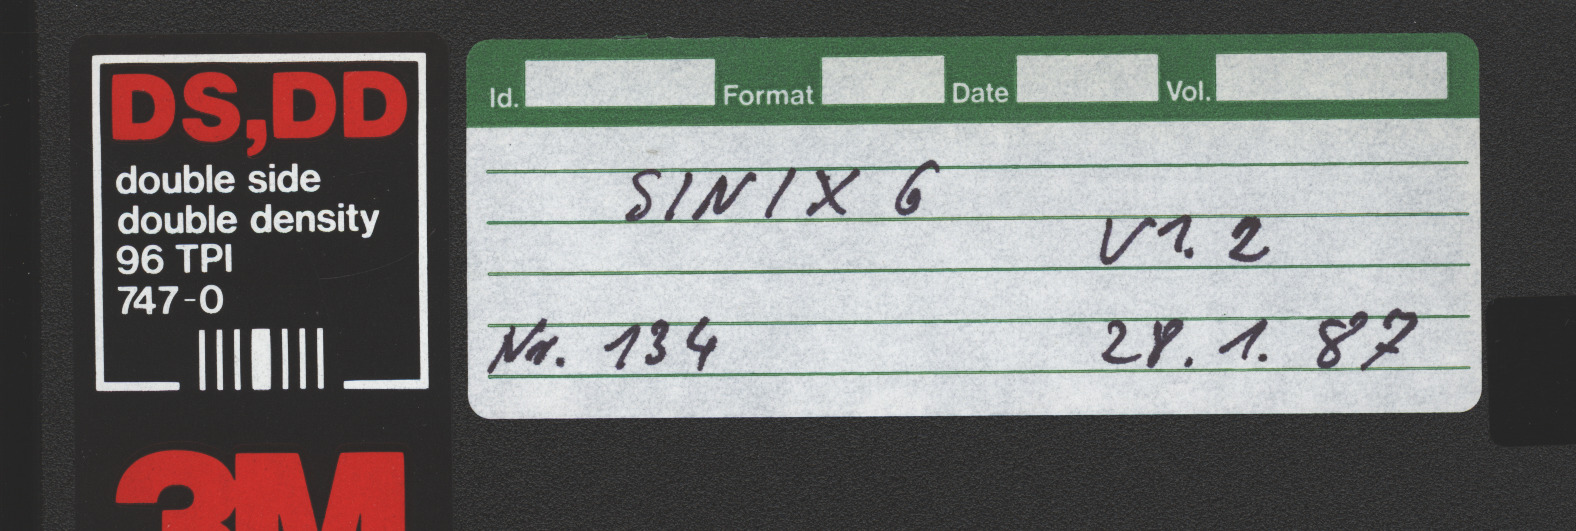 DS,DD
double side
double density
96 TPI
747-0
3M
Id. Format Date Vol.
SINIX 6
V1.2
Nr. 134 28.1.87